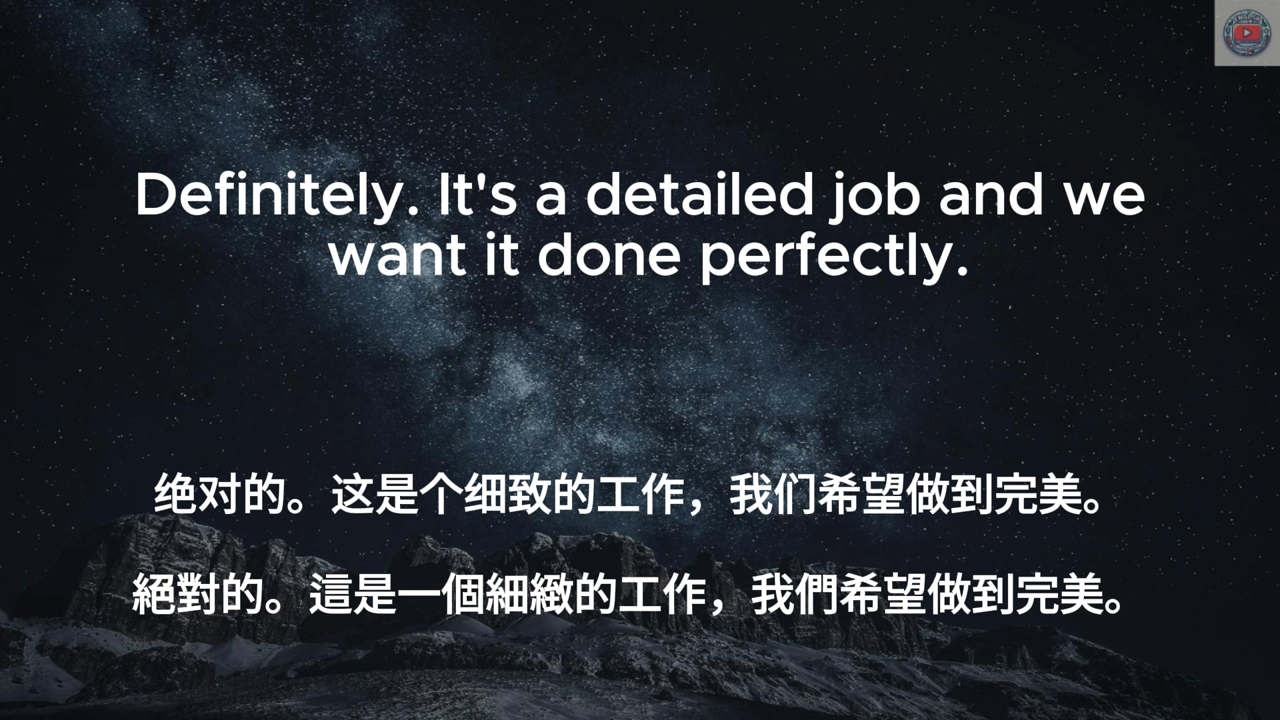 Definitely. It's a detailed job and we
want it done perfectly.
绝对的。这是个细致的工作，我们希望做到完美。
絕對的。這是一個細緻的工作，我們希望做到完美。